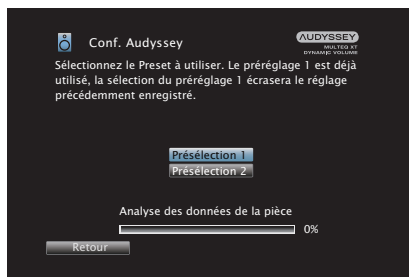 Conf. Audyssey
AUDYSSEY
MULTEQ XT
DYNAMIC VOLUME
Sélectionnez le Preset à utiliser. Le préréglage 1 est déjà
utilisé, la sélection du préréglage 1 écrasera le réglage
précédemment enregistré.
Présélection 1
Présélection 2
Analyse des données de la pièce
0%
Retour